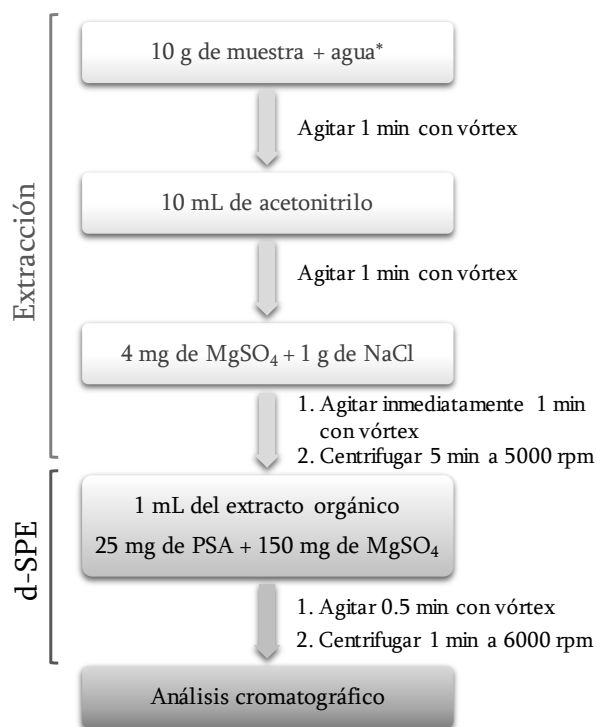 Extracción
10 g de muestra + agua*
Agitar 1 min con vórtex
10 mL de acetonitrilo
Agitar 1 min con vórtex
4 mg de MgSO₄ + 1 g de NaCl
1. Agitar inmediatamente 1 min
con vórtex
2. Centrifugar 5 min a 5000 rpm
d-SPE
1 mL del extracto orgánico
25 mg de PSA + 150 mg de MgSO₄
1. Agitar 0.5 min con vórtex
2. Centrifugar 1 min a 6000 rpm
Análisis cromatográfico